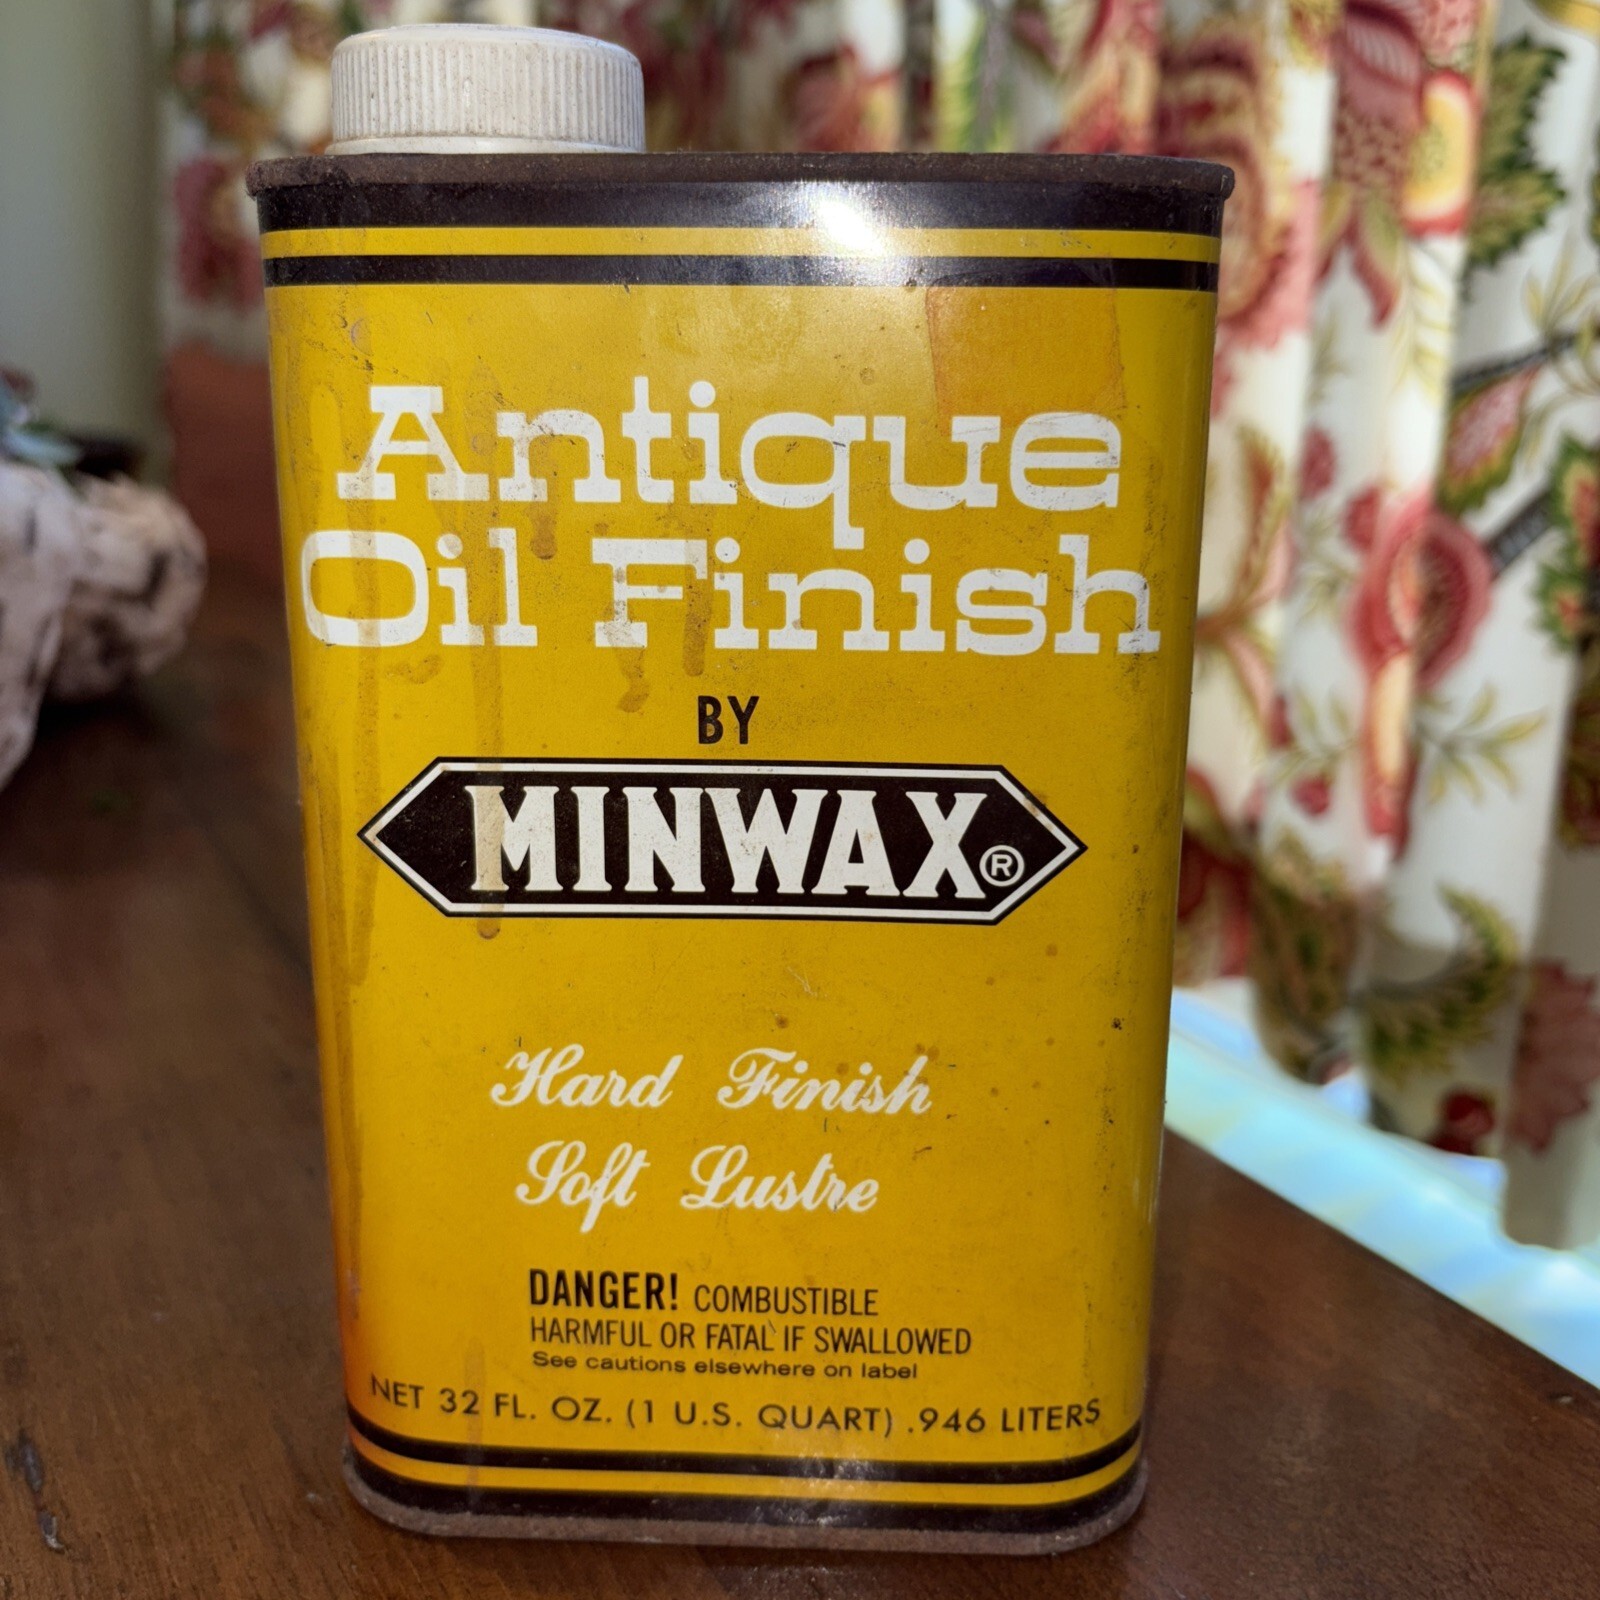 Antique
Oil Finish
BY
MINWAX®
Hard Finish
Soft Lustre
DANGER! COMBUSTIBLE
HARMFUL OR FATAL IF SWALLOWED
See cautions elsewhere on label
NET 32 FL. OZ. (1 U.S. QUART) .946 LITERS